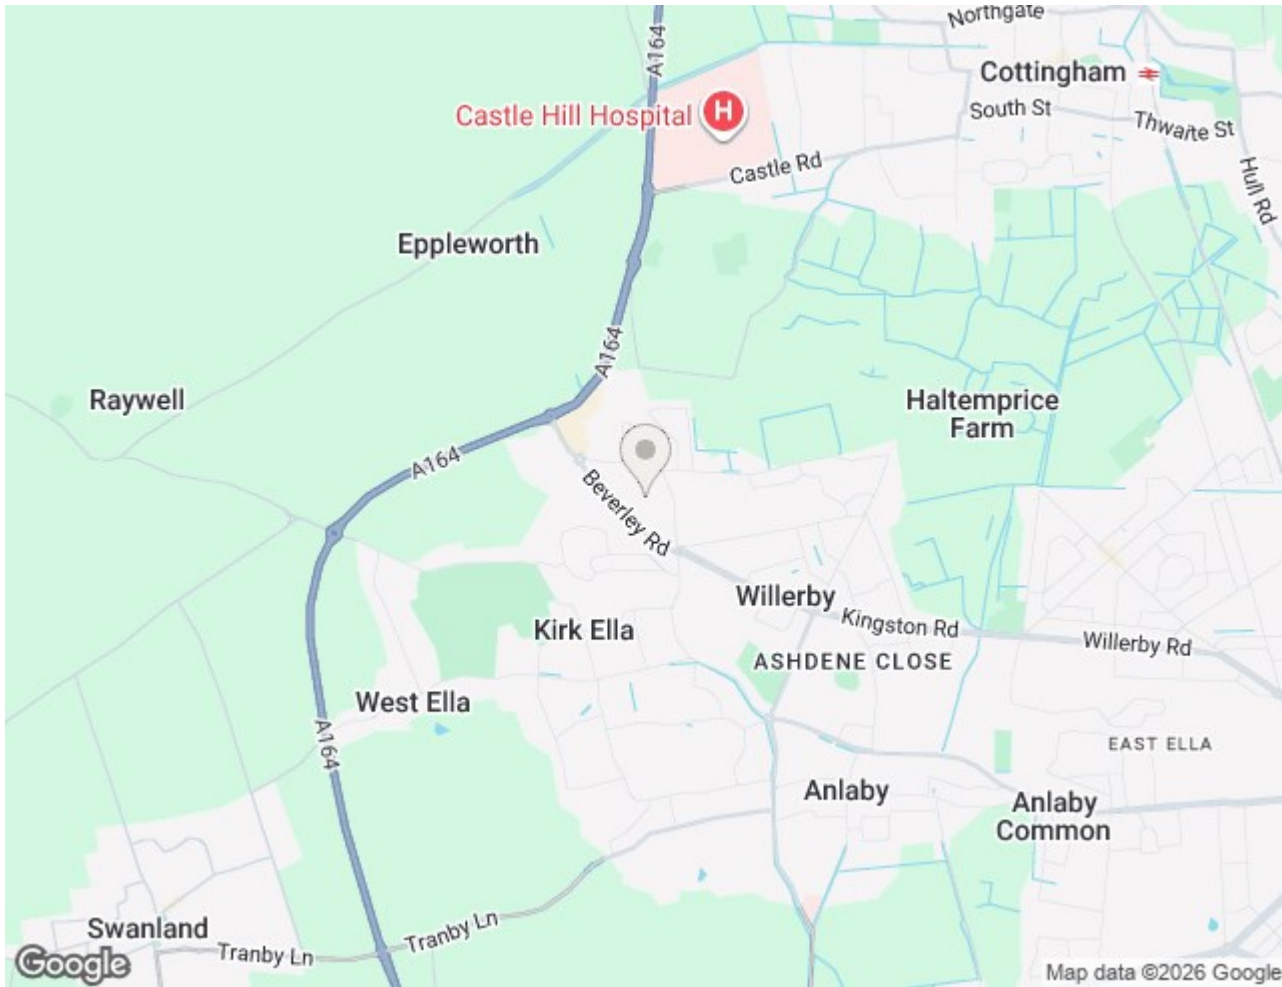 Northgate
A164
Cottingham
Castle Hill Hospital
H
South St
Thwaite St
Castle Rd
Hull Rd
Eppleworth
A164
Raywell
Haltemprice
Farm
A164
Beverley Rd
Willerby
Kingston Rd
Kirk Ella
Willerby Rd
ASHDENE CLOSE
West Ella
A164
EAST ELLA
Anlaby
Anlaby
Common
Swanland
Tranby Ln
Tranby Ln
Google
Map data ©2026 Google